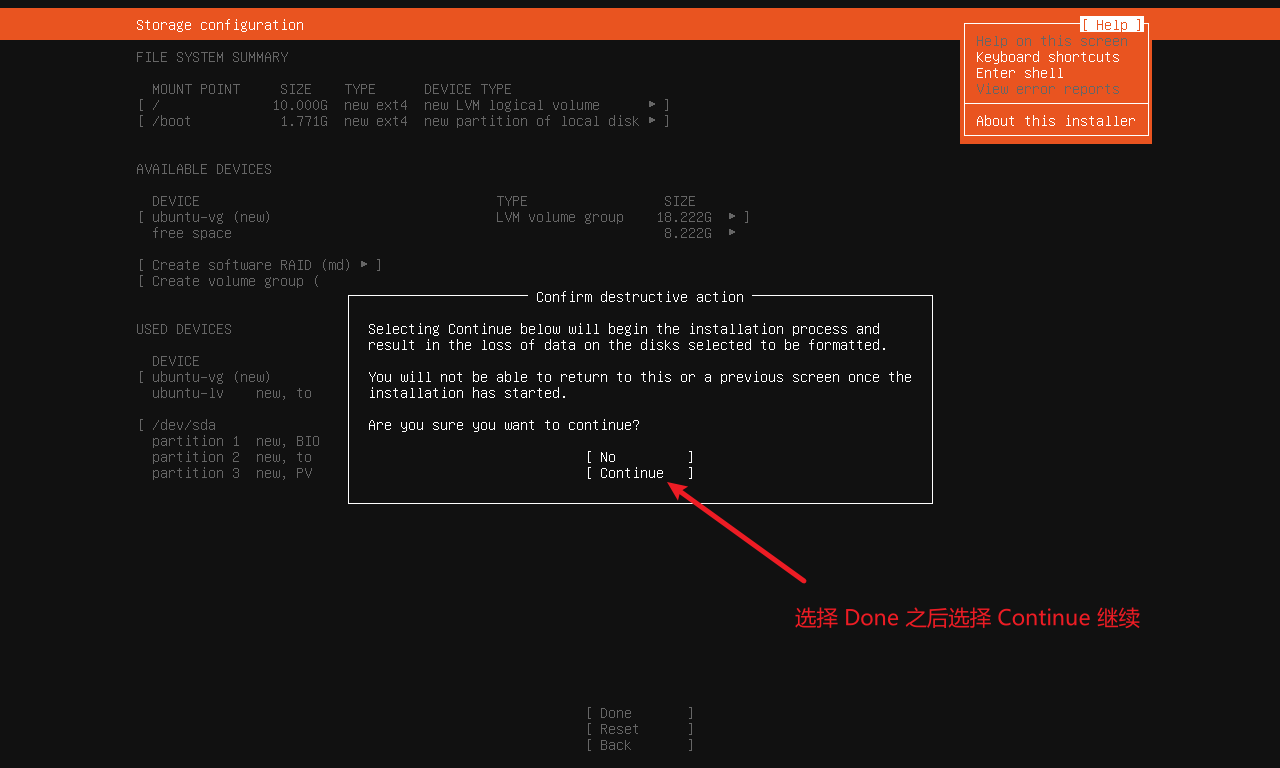 Storage configuration
[ Help ]
Help on this screen
Keyboard shortcuts
Enter shell
View error reports
About this installer
FILE SYSTEM SUMMARY
MOUNT POINT SIZE TYPE DEVICE TYPE
[ / 10.000G new ext4 new LVM logical volume ▸ ]
[ /boot 1.771G new ext4 new partition of local disk ▸ ]
AVAILABLE DEVICES
DEVICE TYPE SIZE
[ ubuntu-vg (new) LVM volume group 18.222G ▸ ]
free space 8.222G ▸
[ Create software RAID (md) ▸ ]
[ Create volume group (
USED DEVICES
DEVICE
[ ubuntu-vg (new)
ubuntu-lv new, to
[ /dev/sda
partition 1 new, BIO
partition 2 new, to
partition 3 new, PV
Confirm destructive action
Selecting Continue below will begin the installation process and
result in the loss of data on the disks selected to be formatted.
You will not be able to return to this or a previous screen once the
installation has started.
Are you sure you want to continue?
[ No ]
[ Continue ]
选择 Done 之后选择 Continue 继续
[ Done ]
[ Reset ]
[ Back ]